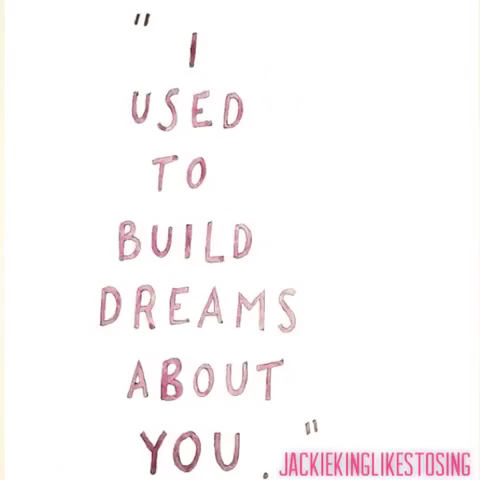 " I
USED
TO
BUILD
DREAMS
ABOUT
YOU. "
JACKIEKINGLIKESTOSING